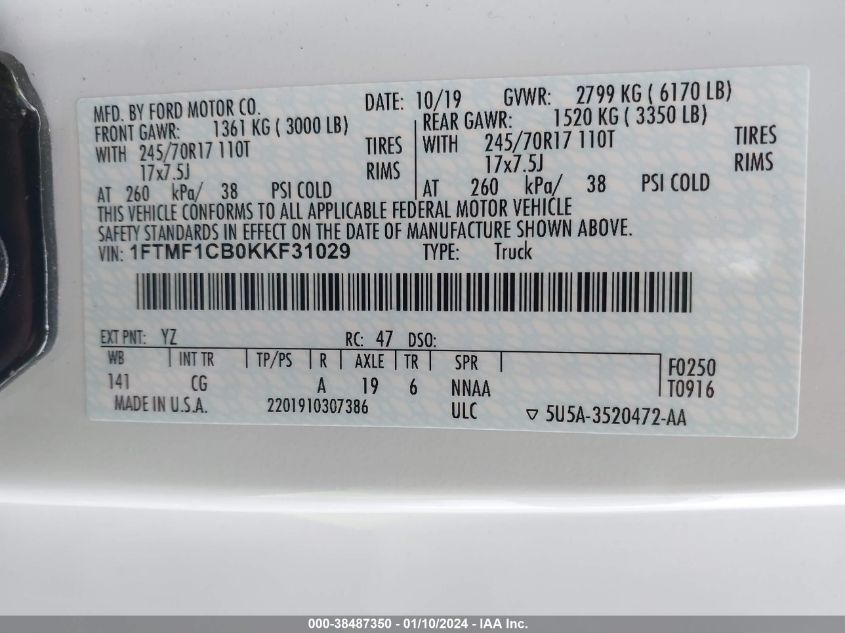 MFD. BY FORD MOTOR CO. DATE: 10/19 GVWR: 2799 KG ( 6170 LB)
FRONT GAWR: 1361 KG ( 3000 LB) REAR GAWR: 1520 KG ( 3350 LB)
WITH 245/70R17 110T TIRES WITH 245/70R17 110T TIRES
17x7.5J RIMS 17x7.5J RIMS
AT 260 kPa/ 38 PSI COLD AT 260 kPa/ 38 PSI COLD
THIS VEHICLE CONFORMS TO ALL APPLICABLE FEDERAL MOTOR VEHICLE
SAFETY STANDARDS IN EFFECT ON THE DATE OF MANUFACTURE SHOWN ABOVE.
VIN: 1FTMF1CB0KKF31029 TYPE: Truck
EXT PNT: YZ RC: 47 DSO:
WB INT TR TP/PS R AXLE TR SPR F0250
141 CG A 19 6 NNAA T0916
MADE IN U.S.A. 2201910307386 ULC ▽ 5U5A-3520472-AA
000-38487350 - 01/10/2024 - IAA Inc.